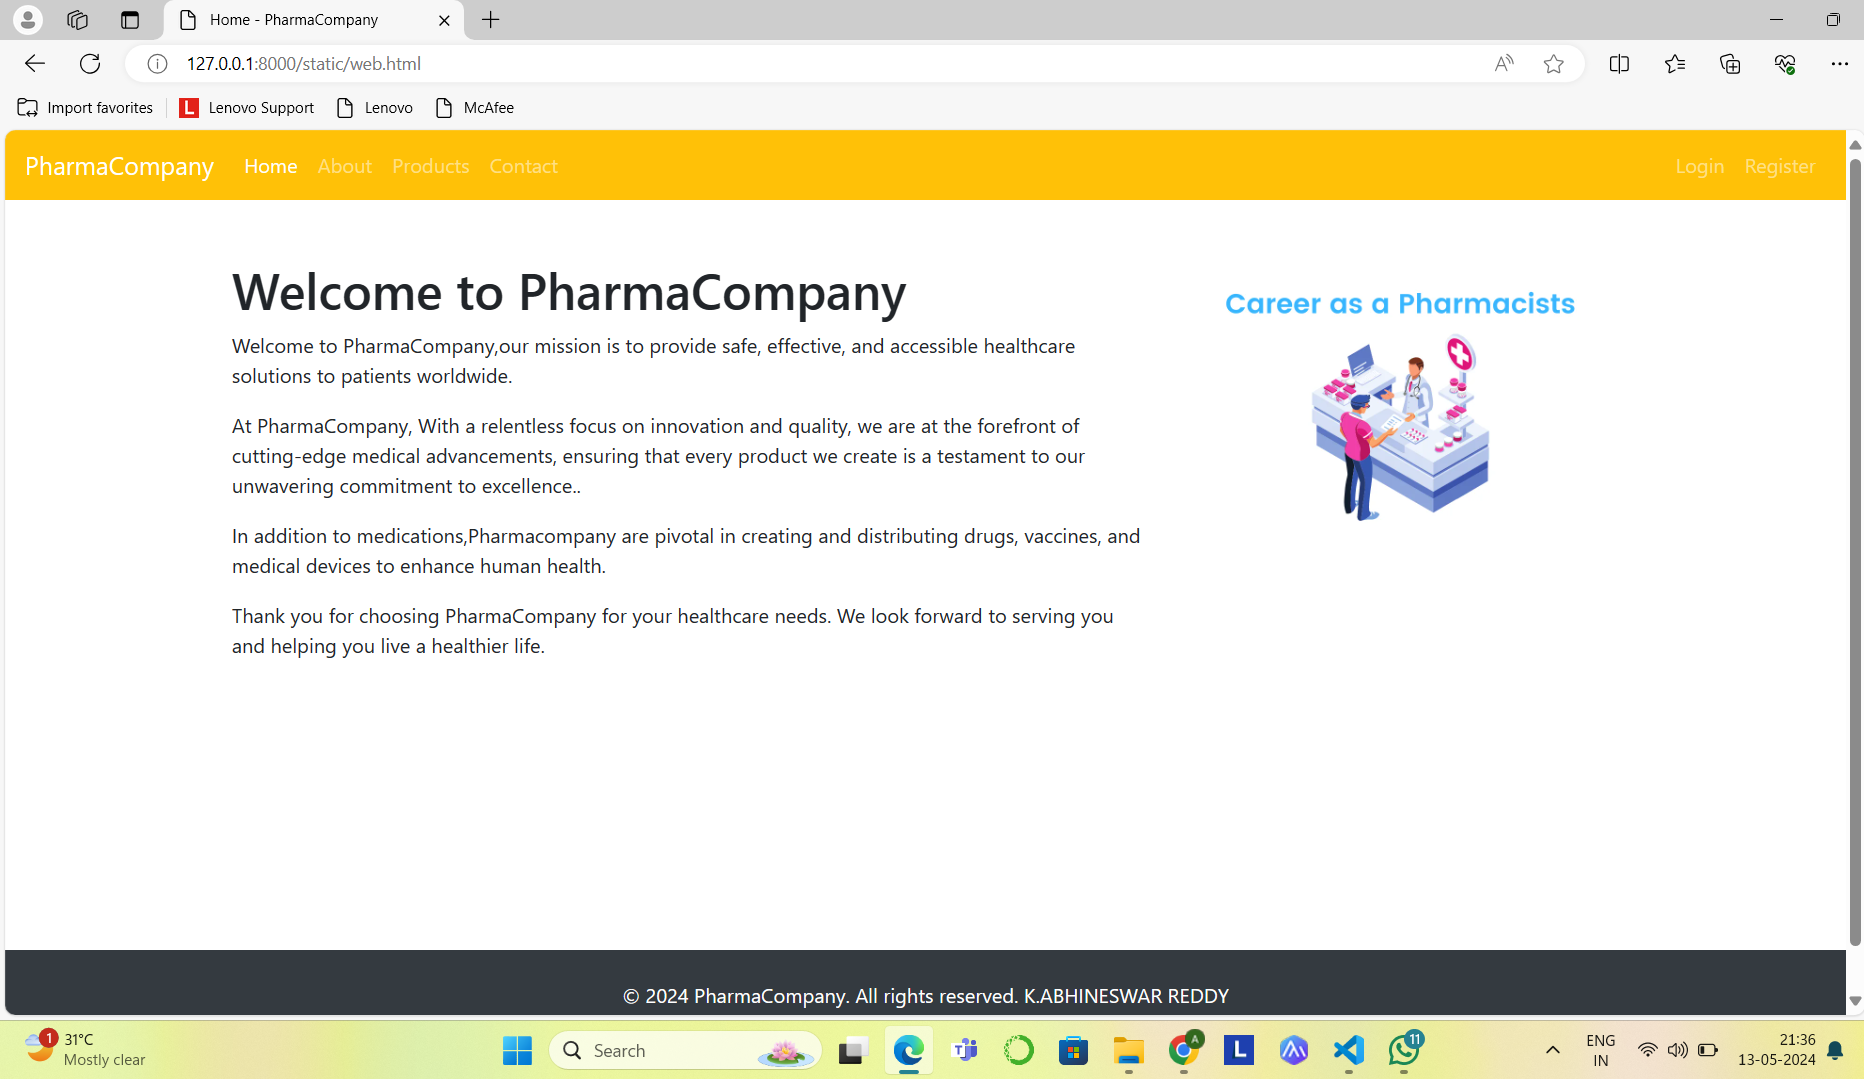 Home - PharmaCompany
127.0.0.1:8000/static/web.html
Import favorites
L Lenovo Support
Lenovo
McAfee
PharmaCompany Home About Products Contact Login Register
Welcome to PharmaCompany
Welcome to PharmaCompany,our mission is to provide safe, effective, and accessible healthcare
solutions to patients worldwide.
At PharmaCompany, With a relentless focus on innovation and quality, we are at the forefront of
cutting-edge medical advancements, ensuring that every product we create is a testament to our
unwavering commitment to excellence..
In addition to medications,Pharmacompany are pivotal in creating and distributing drugs, vaccines, and
medical devices to enhance human health.
Thank you for choosing PharmaCompany for your healthcare needs. We look forward to serving you
and helping you live a healthier life.
Career as a Pharmacists
© 2024 PharmaCompany. All rights reserved. K.ABHINESWAR REDDY
1
31°C
Mostly clear
Search
A
L
11
ENG
IN
21:36
13-05-2024